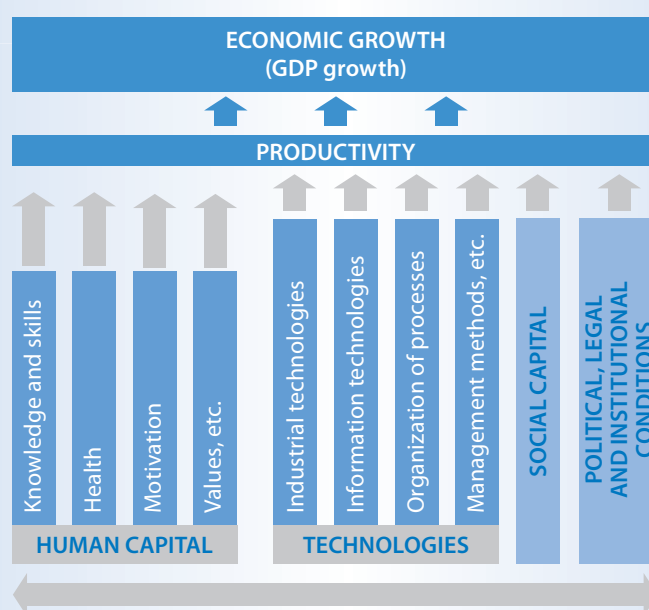 ECONOMIC GROWTH
(GDP growth)
PRODUCTIVITY
Knowledge and skills
Health
Motivation
Values, etc.
Industrial technologies
Information technologies
Organization of processes
Management methods, etc.
SOCIAL CAPITAL
POLITICAL, LEGAL
AND INSTITUTIONAL
CONDITIONS
HUMAN CAPITAL
TECHNOLOGIES